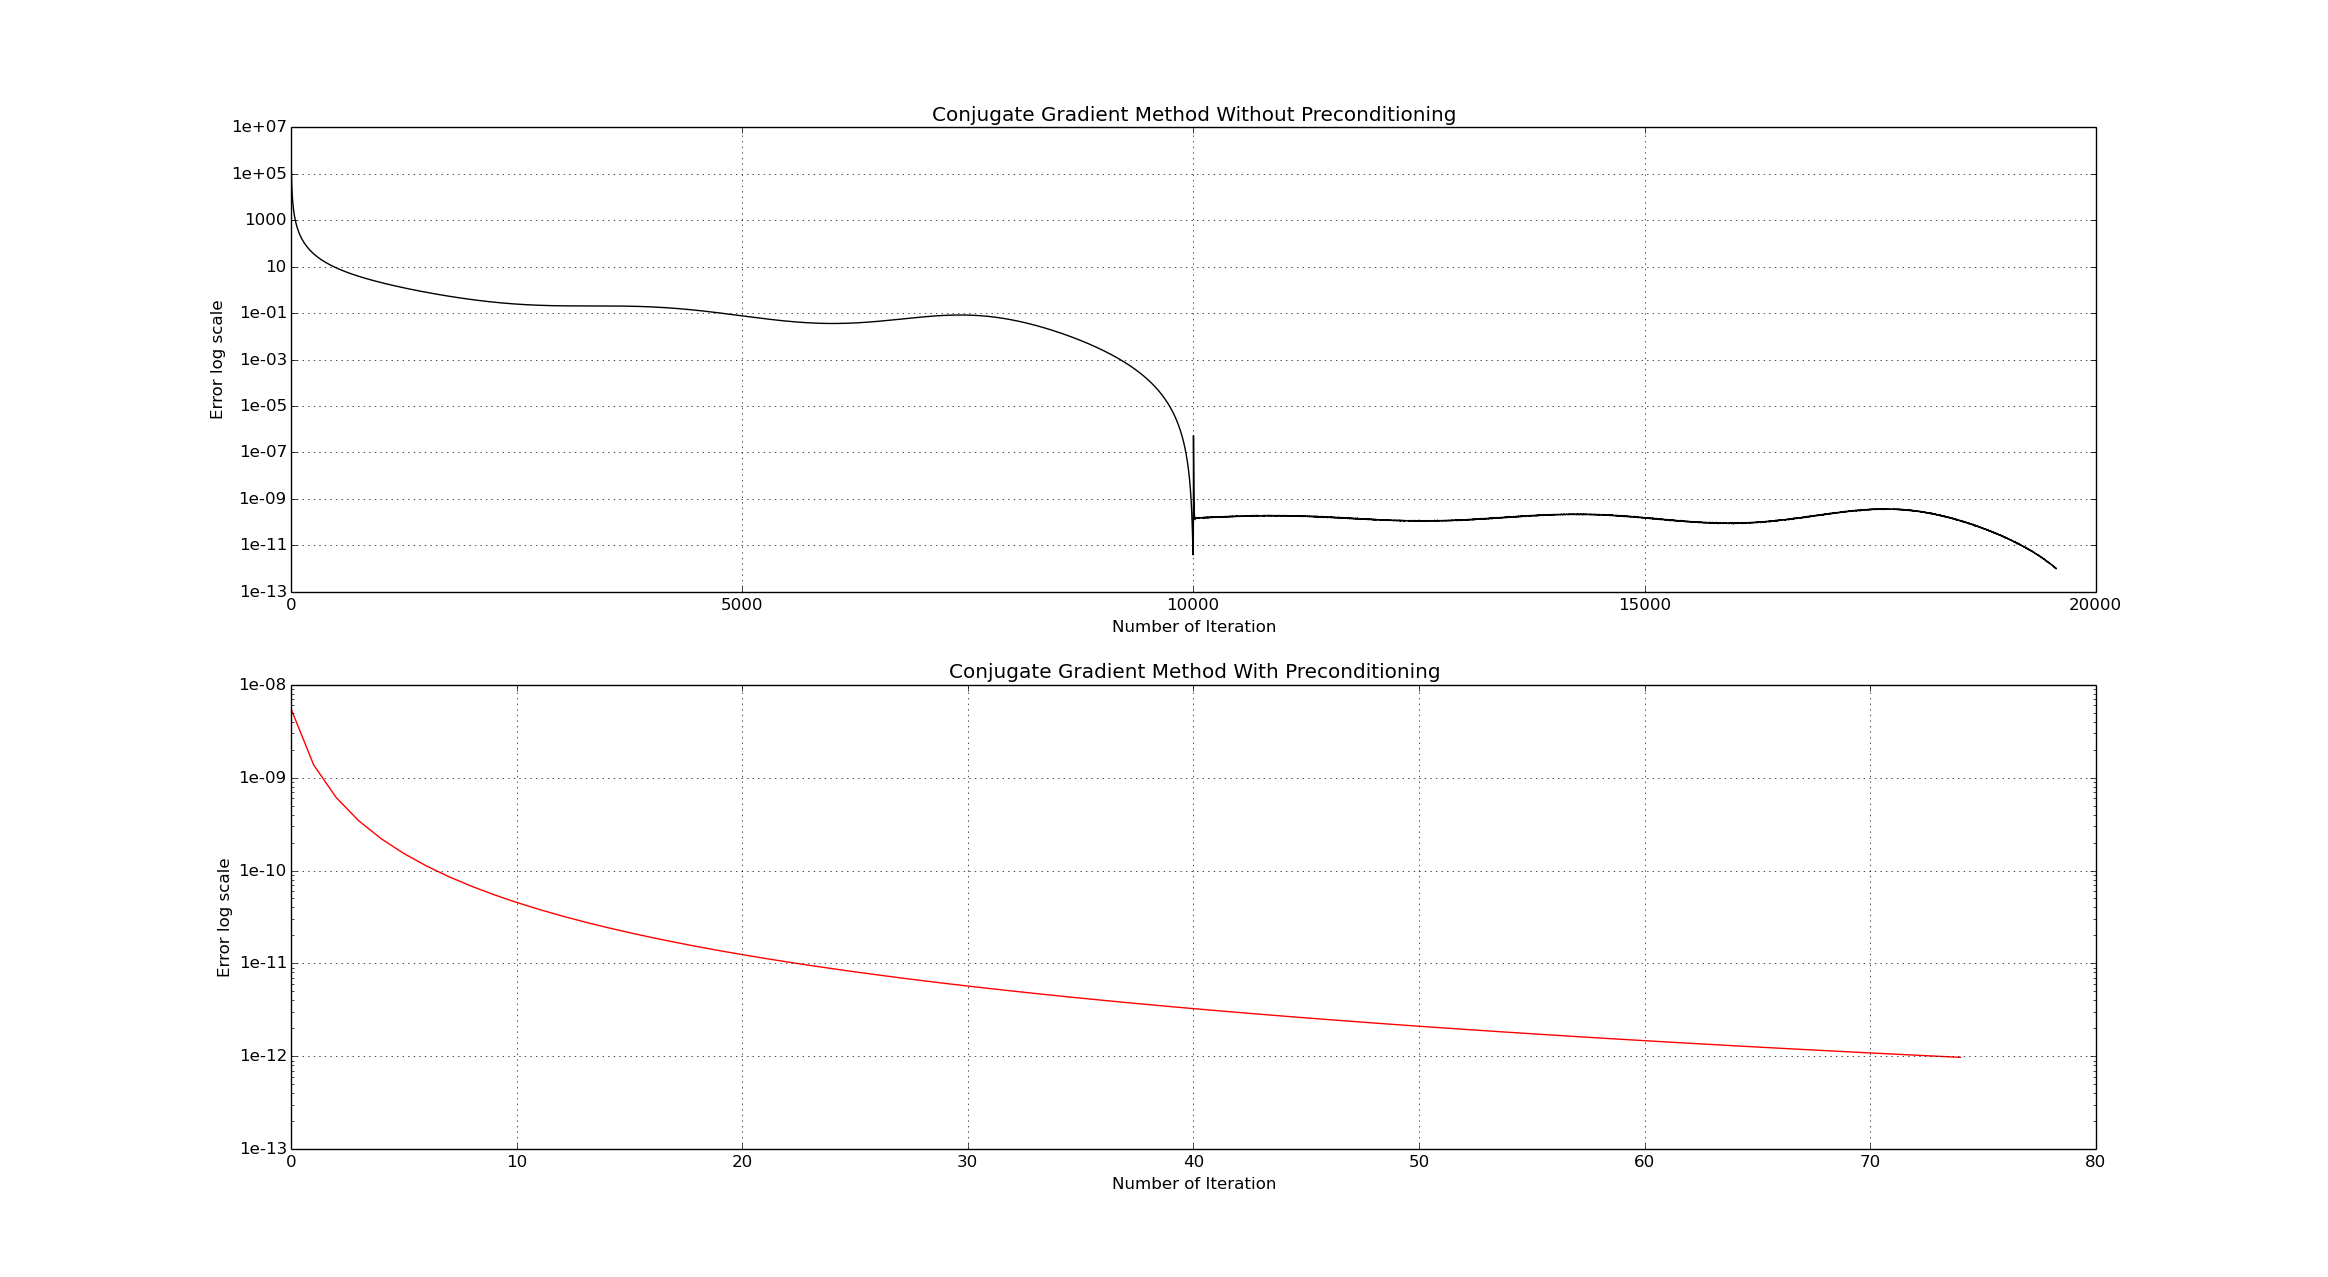 Conjugate Gradient Method Without Preconditioning
1e+07
1e+05
1000
10
1e-01
1e-03
1e-05
1e-07
1e-09
1e-11
1e-13
Error log scale
0 5000 10000 15000 20000
Number of Iteration
Conjugate Gradient Method With Preconditioning
1e-08
1e-09
1e-10
1e-11
1e-12
1e-13
Error log scale
0 10 20 30 40 50 60 70 80
Number of Iteration